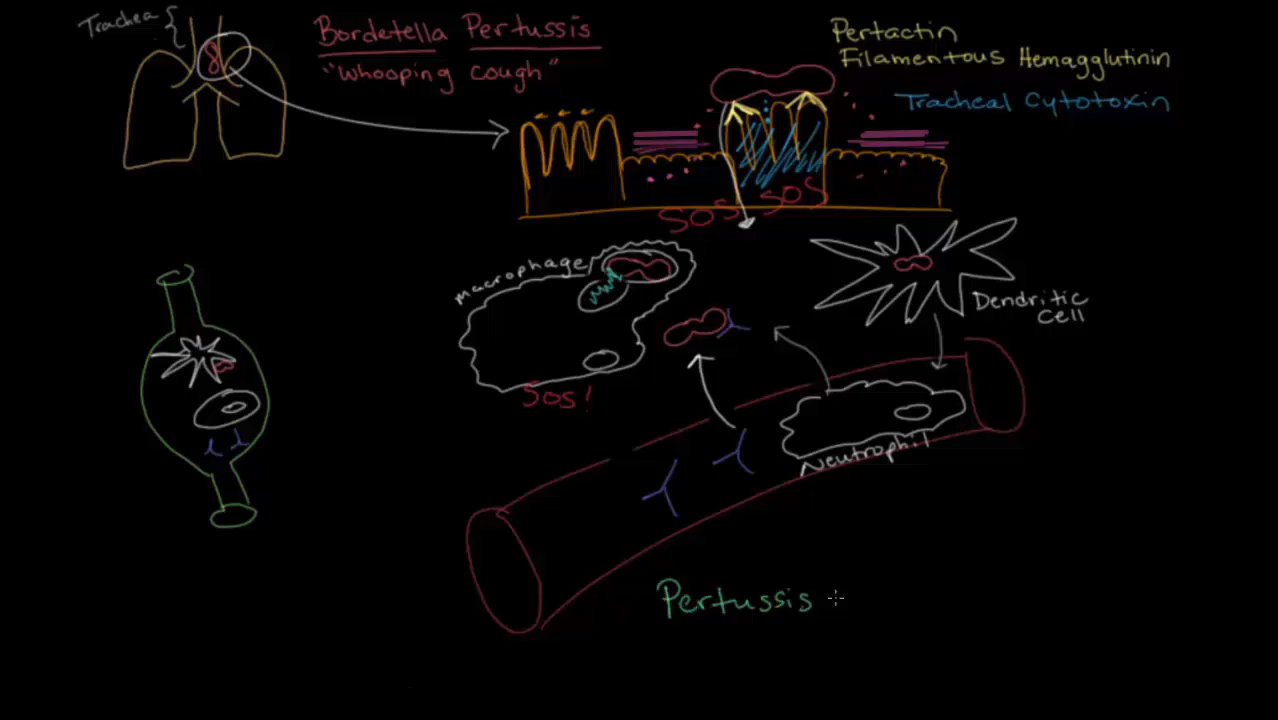 Trachea
Bordetella Pertussis
"Whooping cough"
Pertactin
Filamentous Hemagglutinin
Tracheal Cytotoxin
SOS SOS
macrophage
SOS!
Dendritic
cell
Neutrophil
Pertussis